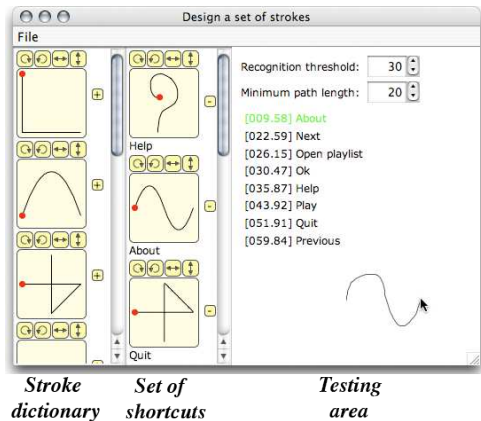 Design a set of strokes
File
Recognition threshold: 30
Minimum path length: 20
[009.58] About
[022.59] Next
[026.15] Open playlist
[030.47] Ok
[035.87] Help
[043.92] Play
[051.91] Quit
[059.84] Previous
Help
About
Quit
Stroke dictionary
Set of shortcuts
Testing area